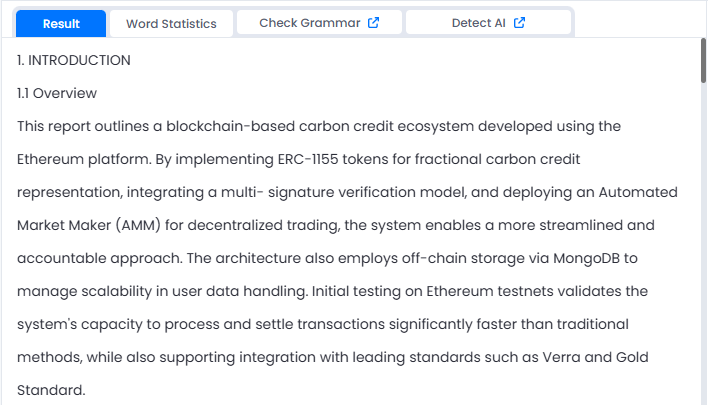 Result
Word Statistics
Check Grammar
Detect AI
1. INTRODUCTION
1.1 Overview
This report outlines a blockchain-based carbon credit ecosystem developed using the
Ethereum platform. By implementing ERC-1155 tokens for fractional carbon credit
representation, integrating a multi- signature verification model, and deploying an Automated
Market Maker (AMM) for decentralized trading, the system enables a more streamlined and
accountable approach. The architecture also employs off-chain storage via MongoDB to
manage scalability in user data handling. Initial testing on Ethereum testnets validates the
system's capacity to process and settle transactions significantly faster than traditional
methods, while also supporting integration with leading standards such as Verra and Gold
Standard.